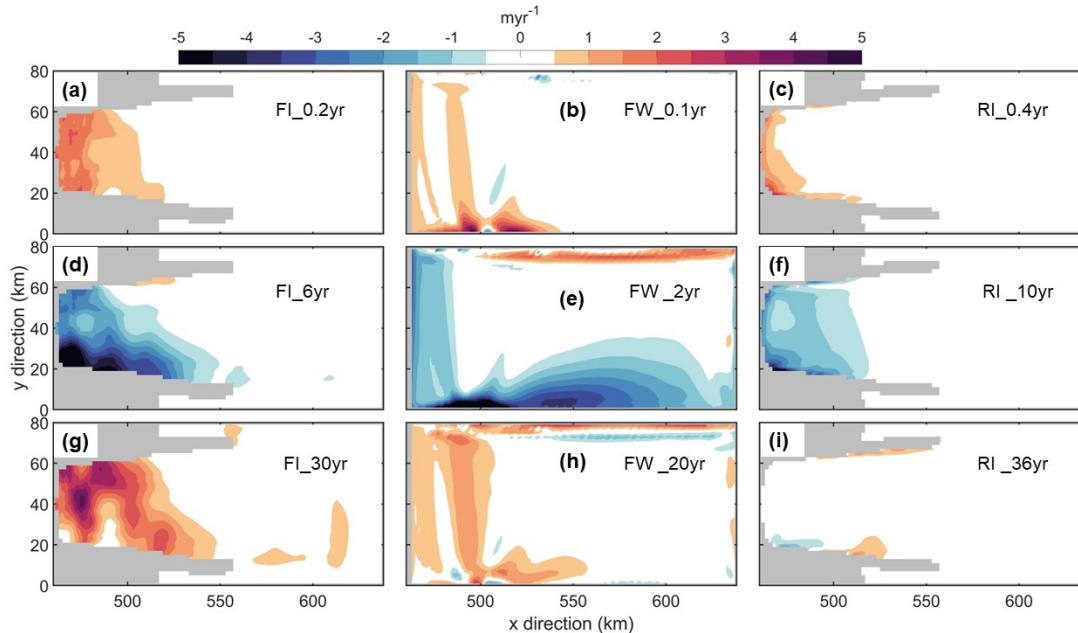 myr⁻¹
-5 -4 -3 -2 -1 0 1 2 3 4 5
80
60
40
20
0
(a)
FI_0.2yr
(b)
FW_0.1yr
(c)
RI_0.4yr
y direction (km)
80
60
40
20
0
(d)
FI_6yr
(e)
FW _2yr
(f)
RI _10yr
80
60
40
20
0
(g)
FI_30yr
(h)
FW _20yr
(i)
RI _36yr
500 550 600 500 550 600 500 550 600
x direction (km)